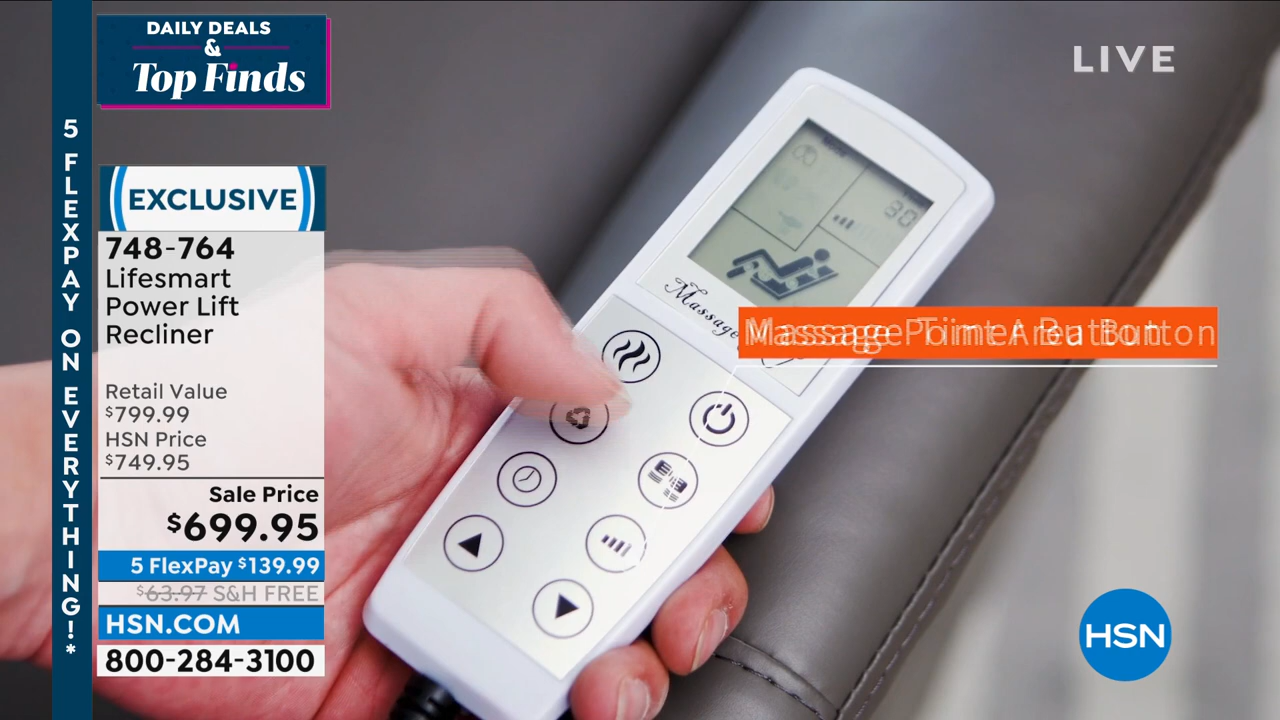 DAILY DEALS
&
Top Finds
LIVE
5 FLEXPAY ON EVERYTHING!*
EXCLUSIVE
748-764
Lifesmart
Power Lift
Recliner
Retail Value
$799.99
HSN Price
$749.95
Sale Price
$699.95
5 FlexPay $139.99
$63.97 S&H FREE
HSN.COM
800-284-3100
30
Massage
HSN